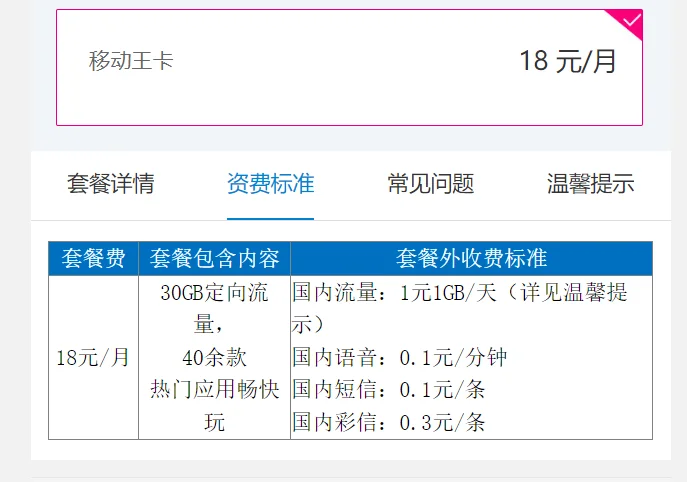 移动王卡 18 元/月
套餐详情 资费标准 常见问题 温馨提示
套餐费 套餐包含内容 套餐外收费标准
18元/月
30GB定向流
量，
40余款
热门应用畅快
玩
国内流量：1元1GB/天（详见温馨提
示）
国内语音：0.1元/分钟
国内短信：0.1元/条
国内彩信：0.3元/条